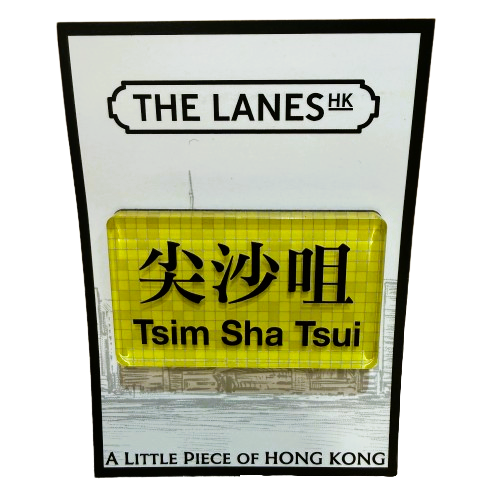 THE LANES HK
尖沙咀
Tsim Sha Tsui
A LITTLE PIECE OF HONG KONG